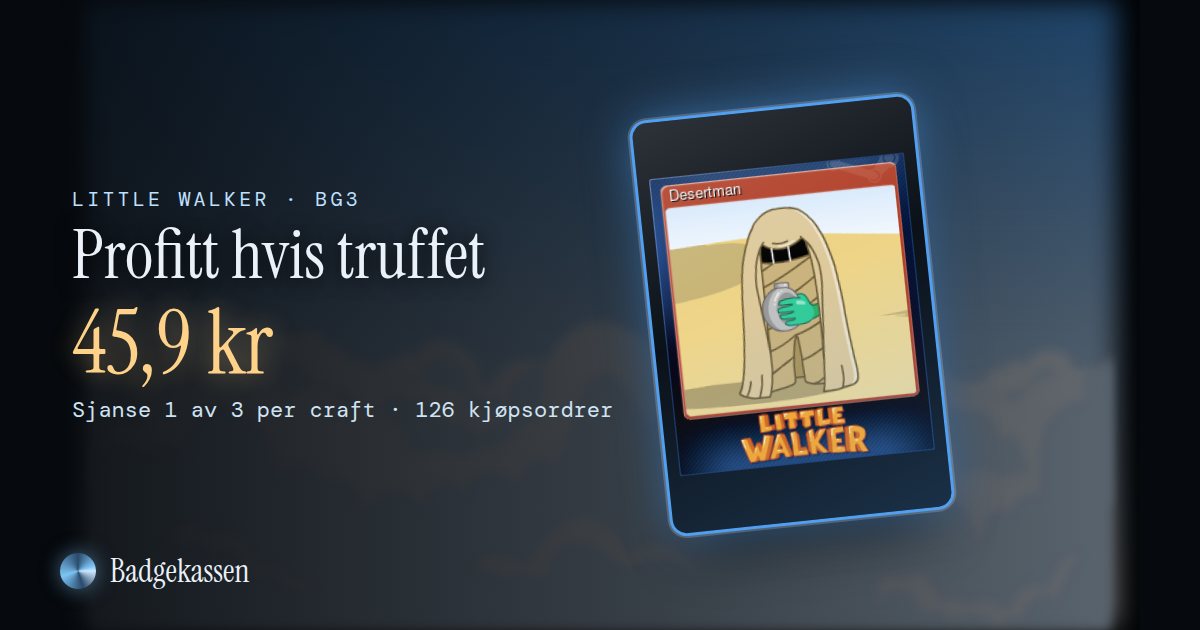 LITTLE WALKER · BG3
Profitt hvis truffet
45,9 kr
Sjanse 1 av 3 per craft · 126 kjøpsordrer
Desertman
LITTLE
WALKER
Badgekassen